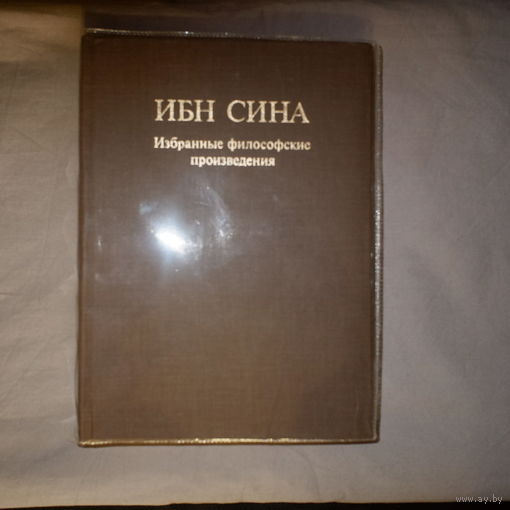 ИБН СИНА
Избранные философские
произведения
© www.ay.by